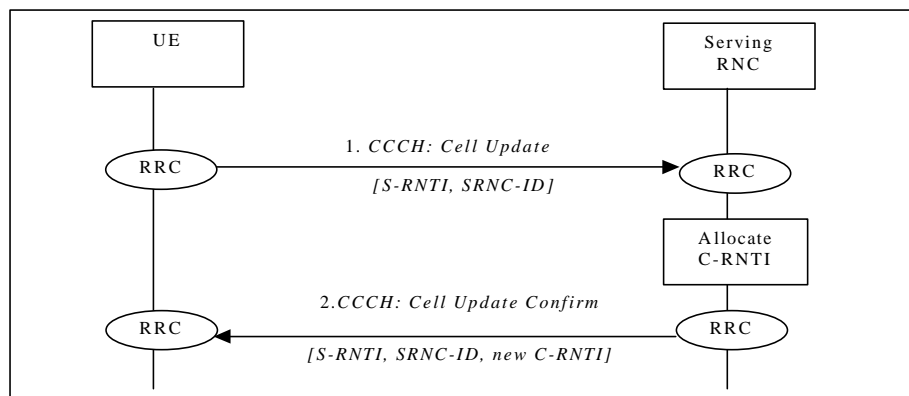 UE
Serving
RNC
1. CCCH: Cell Update
RRC
RRC
[S-RNTI, SRNC-ID]
Allocate
C-RNTI
2.CCCH: Cell Update Confirm
RRC
RRC
[S-RNTI, SRNC-ID, new C-RNTI]